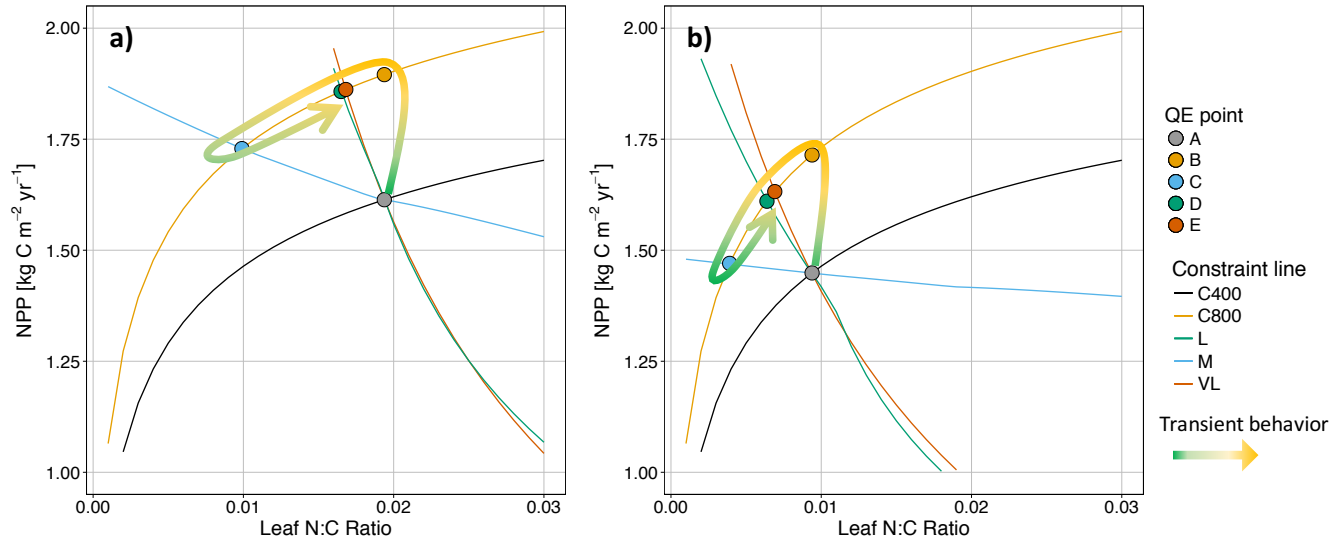 a)
2.00
1.75
1.50
1.25
1.00
NPP [kg C m⁻² yr⁻¹]
0.00 0.01 0.02 0.03
Leaf N:C Ratio
b)
2.00
1.75
1.50
1.25
1.00
NPP [kg C m⁻² yr⁻¹]
0.00 0.01 0.02 0.03
Leaf N:C Ratio
QE point
A
B
C
D
E
Constraint line
C400
C800
L
M
VL
Transient behavior